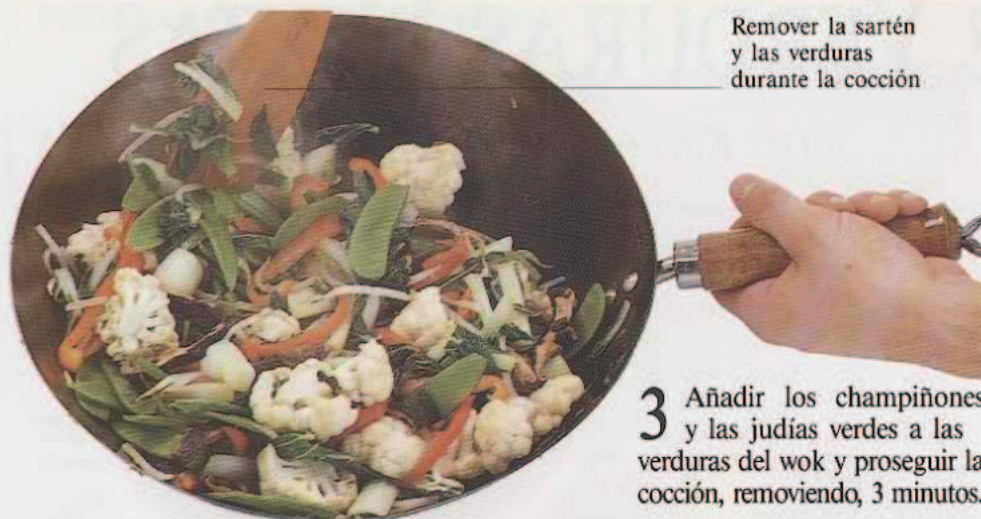 Remover la sartén
y las verduras
durante la cocción
3 Añadir los champiñones
y las judías verdes a las
verduras del wok y proseguir la
cocción, removiendo, 3 minutos.